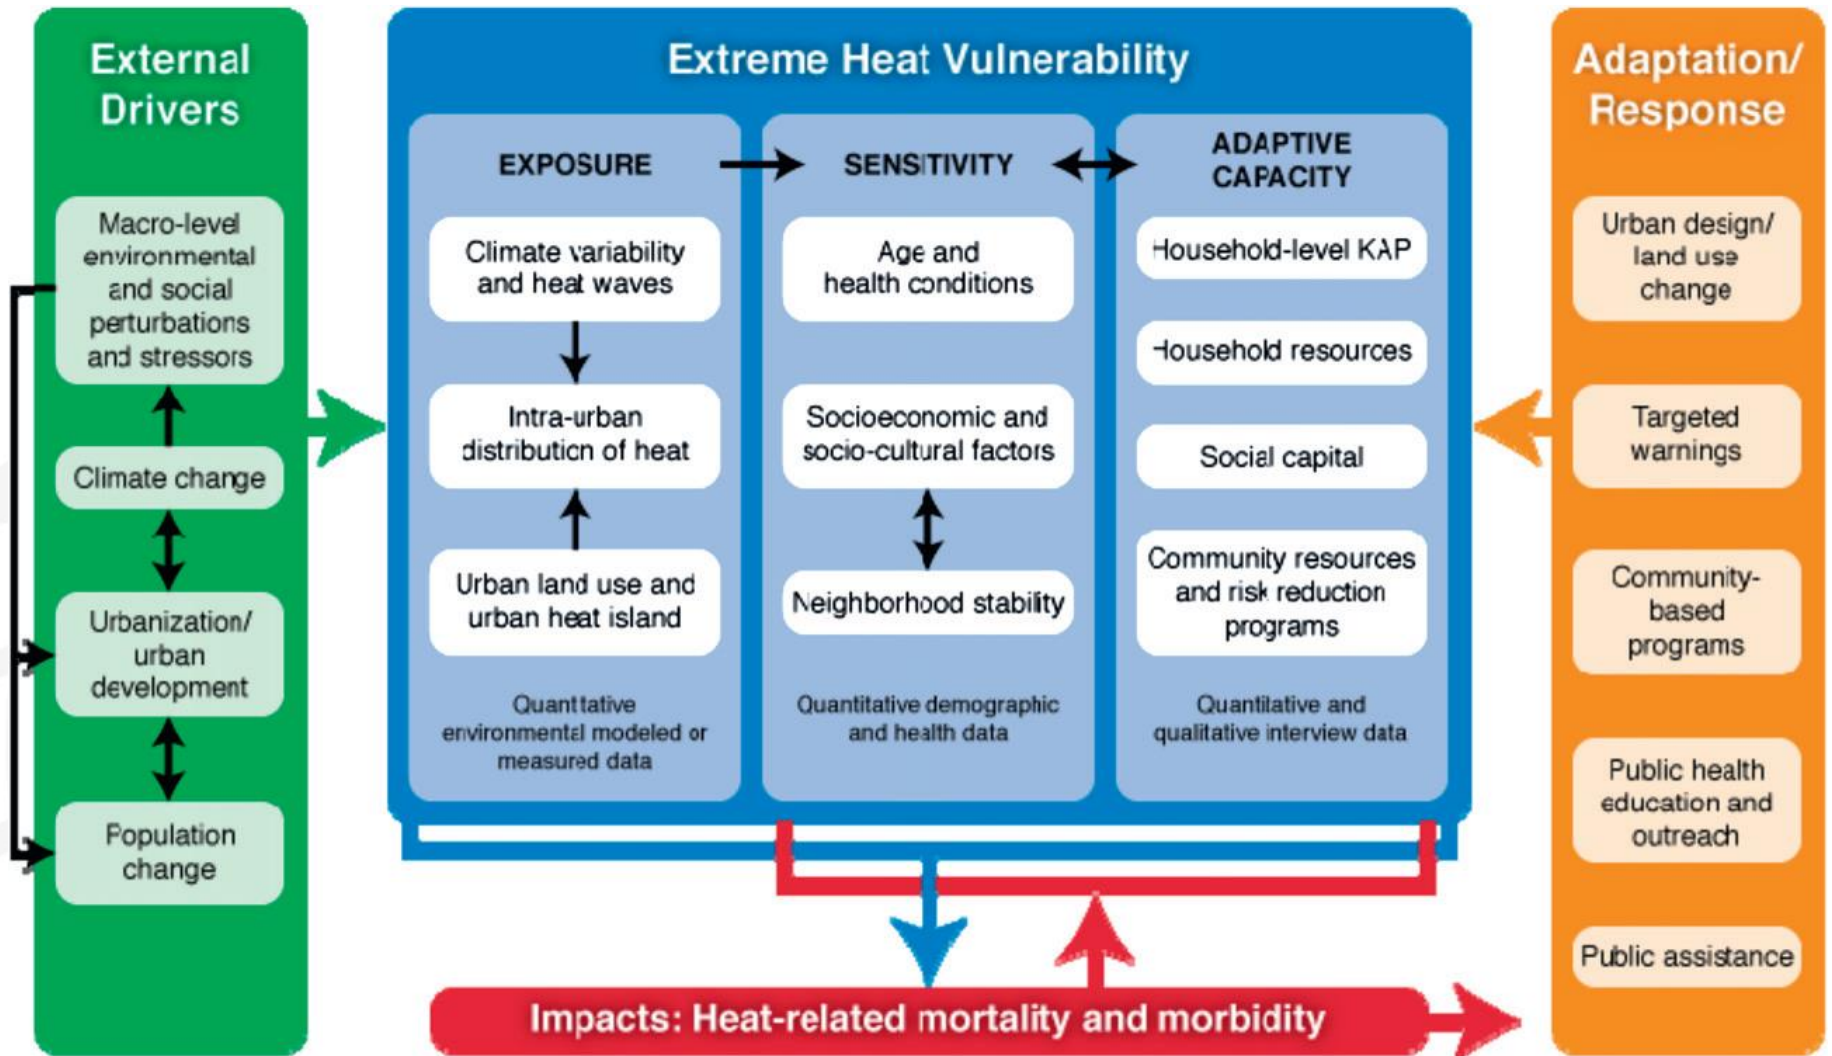 External
Drivers
Macro-level
environmental
and social
perturbations
and stressors
Climate change
Urbanization/
urban
development
Population
change
Extreme Heat Vulnerability
EXPOSURE
Climate variability
and heat waves
Intra-urban
distribution of heat
Urban land use and
urban heat island
Quantitative
environmental modeled or
measured data
SENSITIVITY
Age and
health conditions
Socioeconomic and
socio-cultural factors
Neighborhood stability
Quantitative demographic
and health data
ADAPTIVE
CAPACITY
Household-level KAP
Household resources
Social capital
Community resources
and risk reduction
programs
Quantitative and
qualitative interview data
Impacts: Heat-related mortality and morbidity
Adaptation/
Response
Urban design/
land use
change
Targeted
warnings
Community-
based
programs
Public health
education and
outreach
Public assistance